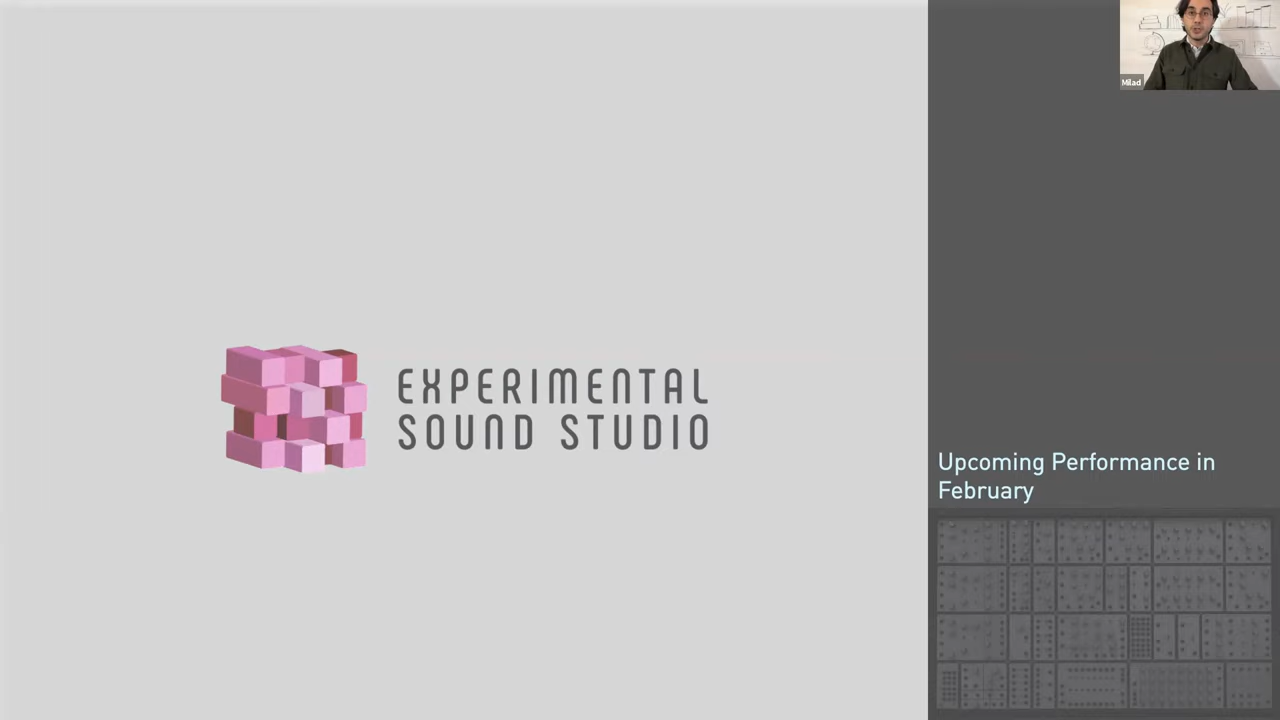 Milad
EXPERIMENTAL
SOUND STUDIO
Upcoming Performance in
February